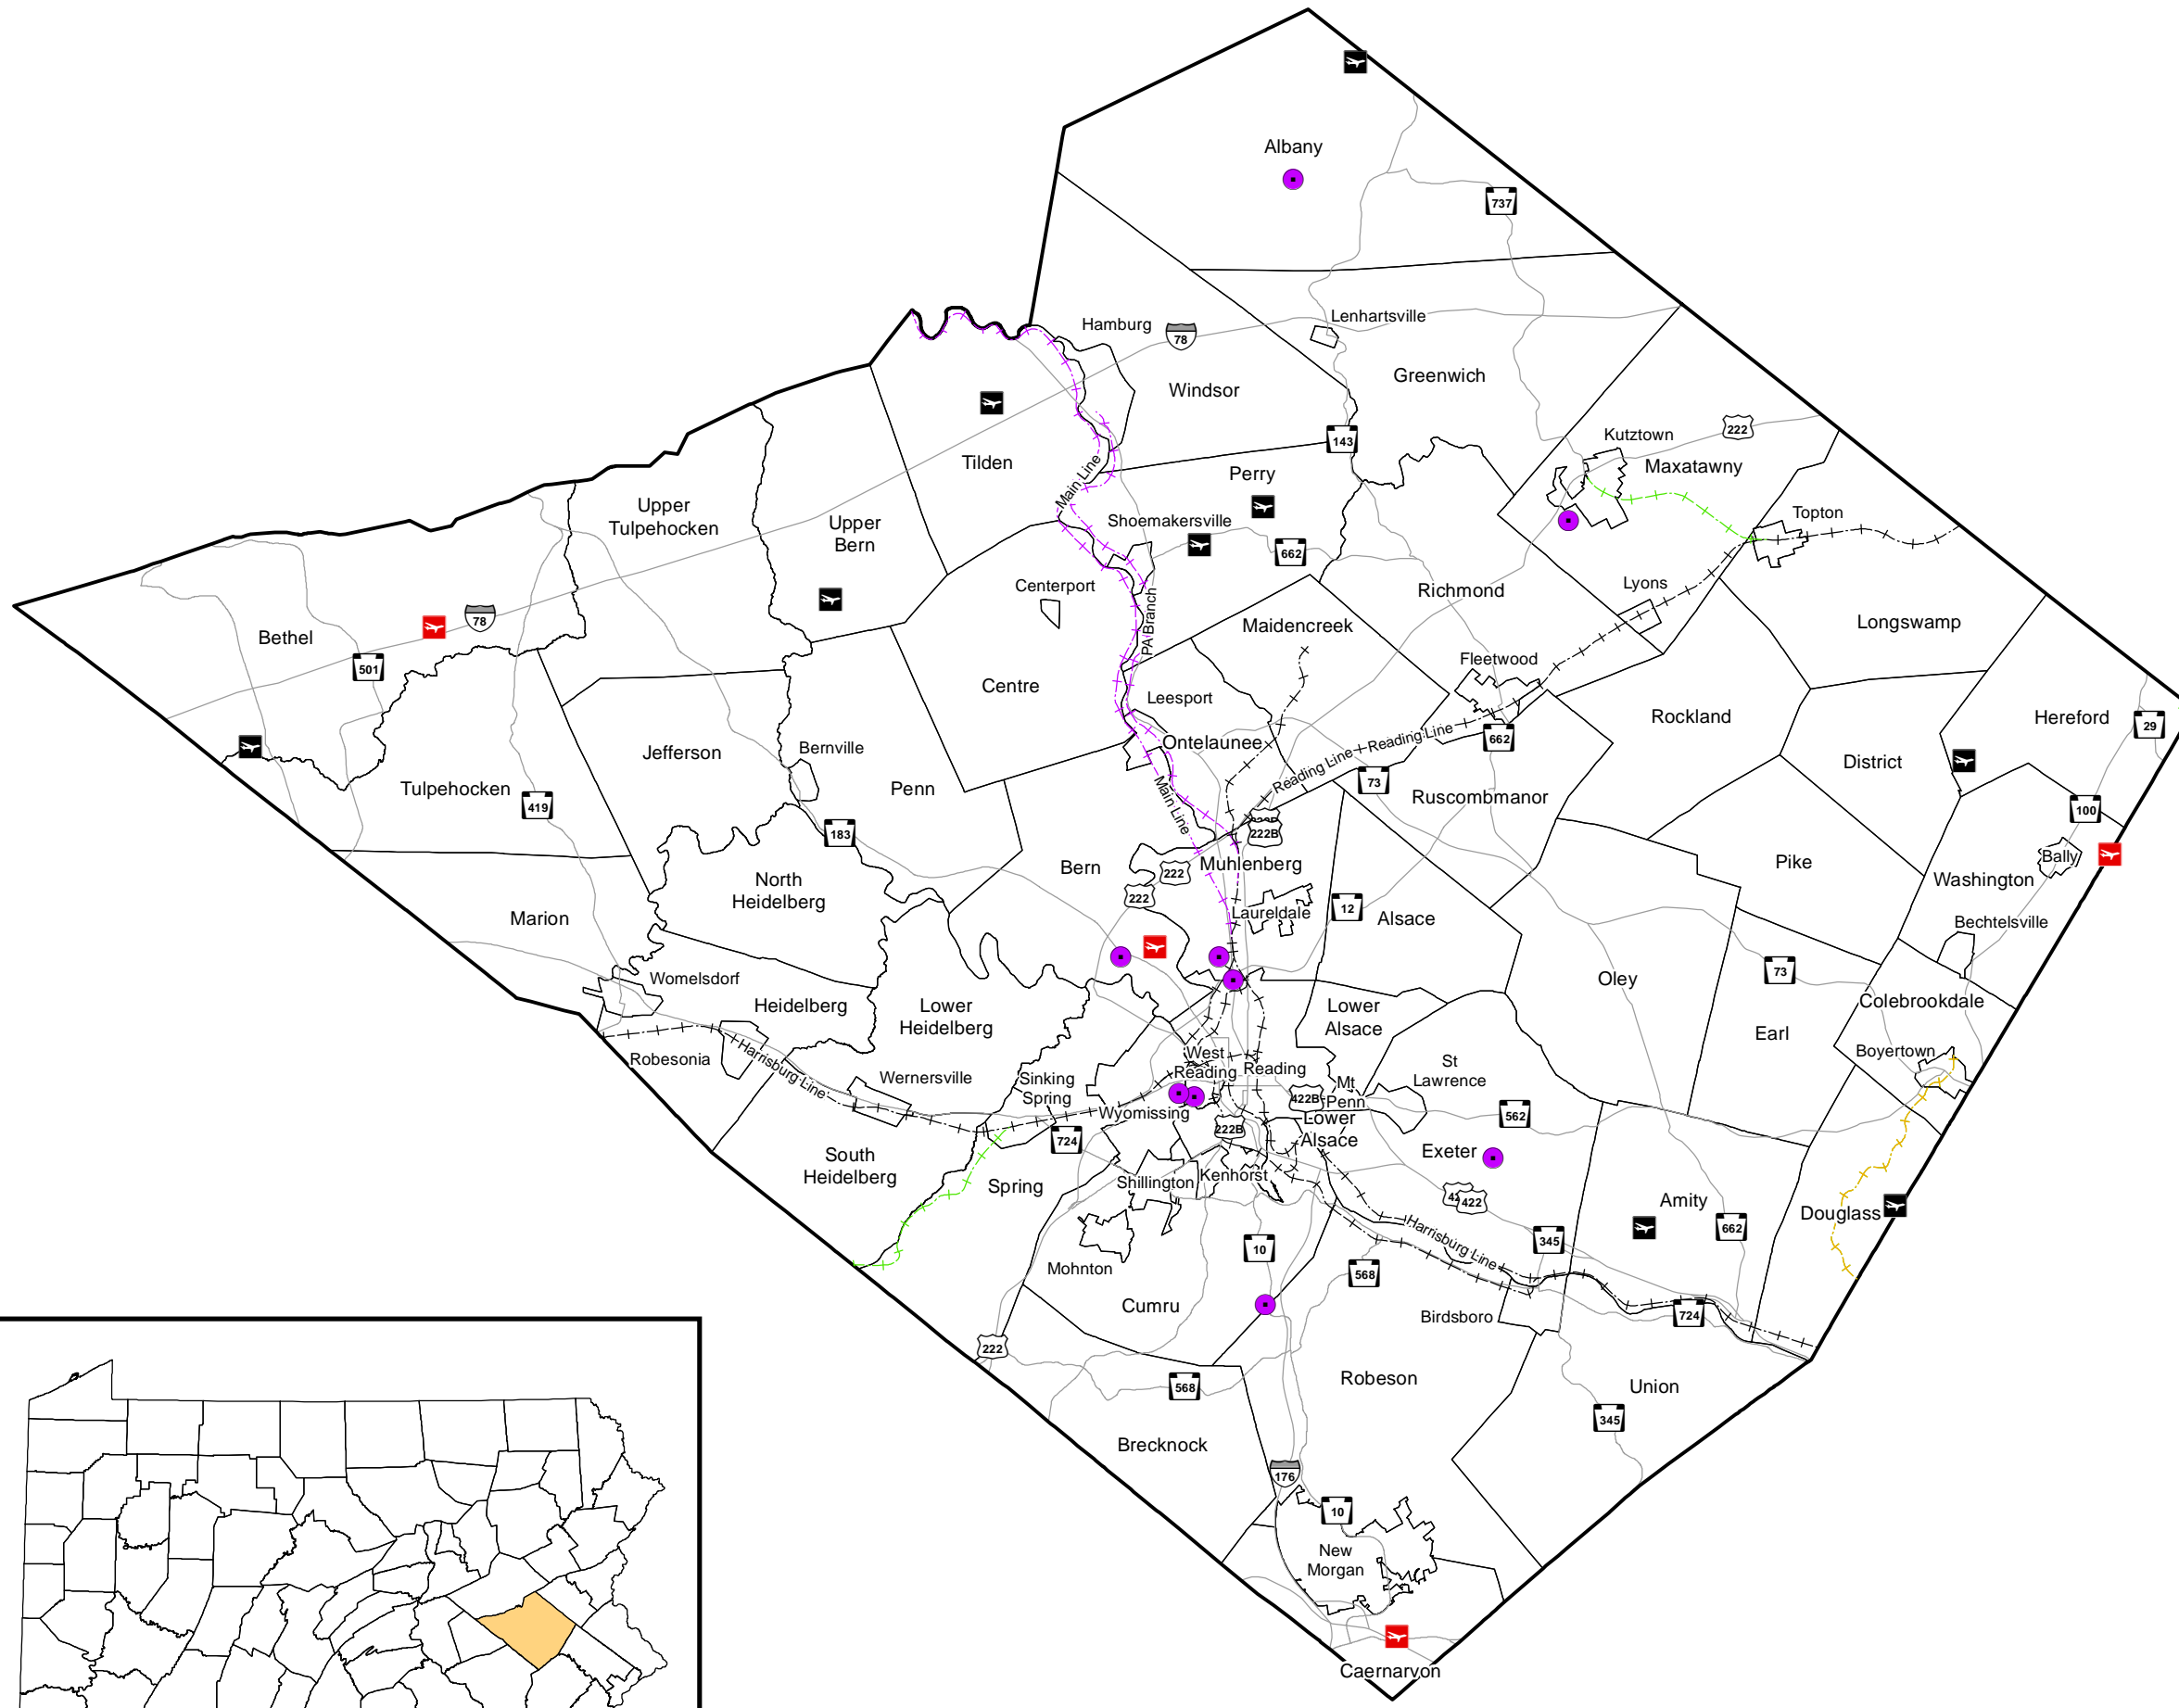 Albany
737
Hamburg
78
Lenhartsville
Windsor
Greenwich
143
222
Kutztown
Maxatawny
Tilden
Main Line
Perry
Shoemakersville
662
Topton
Upper
Tulpehocken
Upper
Bern
Centerport
PA Branch
Maidencreek
Richmond
Lyons
Longswamp
Bethel
78
501
Centre
Leesport
Fleetwood
Rockland
Hereford
29
Jefferson
Bernville
Ontelaunee
Reading Line
Reading Line
662
District
Tulpehocken
419
Penn
Main Line
73
Ruscombmanor
100
183
222B
Muhlenberg
Bern
222
222
Pike
Bally
Washington
North
Heidelberg
Laureldale
12
Alsace
Marion
Bechtelsville
Womelsdorf
Heidelberg
Lower
Heidelberg
Oley
73
Lower
Alsace
Colebrookdale
Earl
Robesonia
Harrisburg Line
Wernersville
Sinking
Spring
West
Reading
Reading
St
Lawrence
Boyertown
Wyomissing
422B
Mt
Penn
562
724
222B
Lower
Alsace
South
Heidelberg
Spring
Shillington
Kenhorst
Exeter
422
Amity
Douglass
662
345
Harrisburg Line
10
568
Mohnton
Cumru
Birdsboro
724
222
568
Robeson
Union
345
Brecknock
176
10
New
Morgan
Caernarvon